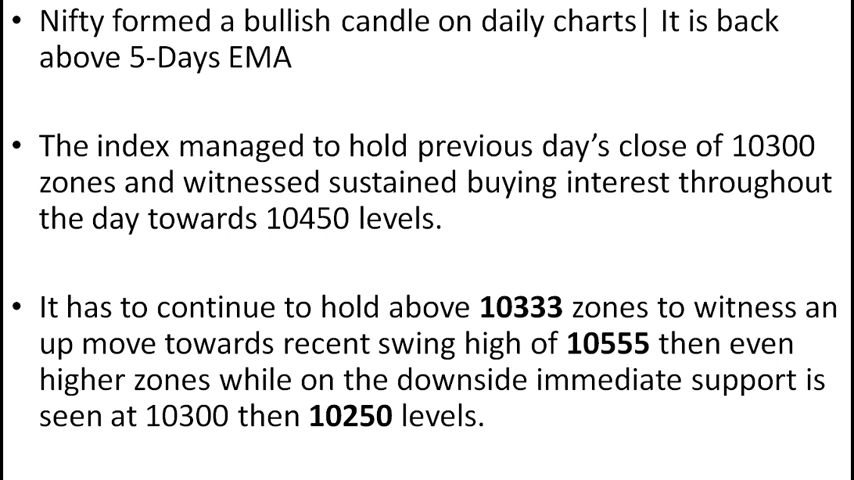 • Nifty formed a bullish candle on daily charts| It is back
above 5-Days EMA
• The index managed to hold previous day’s close of 10300
zones and witnessed sustained buying interest throughout
the day towards 10450 levels.
• It has to continue to hold above 10333 zones to witness an
up move towards recent swing high of 10555 then even
higher zones while on the downside immediate support is
seen at 10300 then 10250 levels.